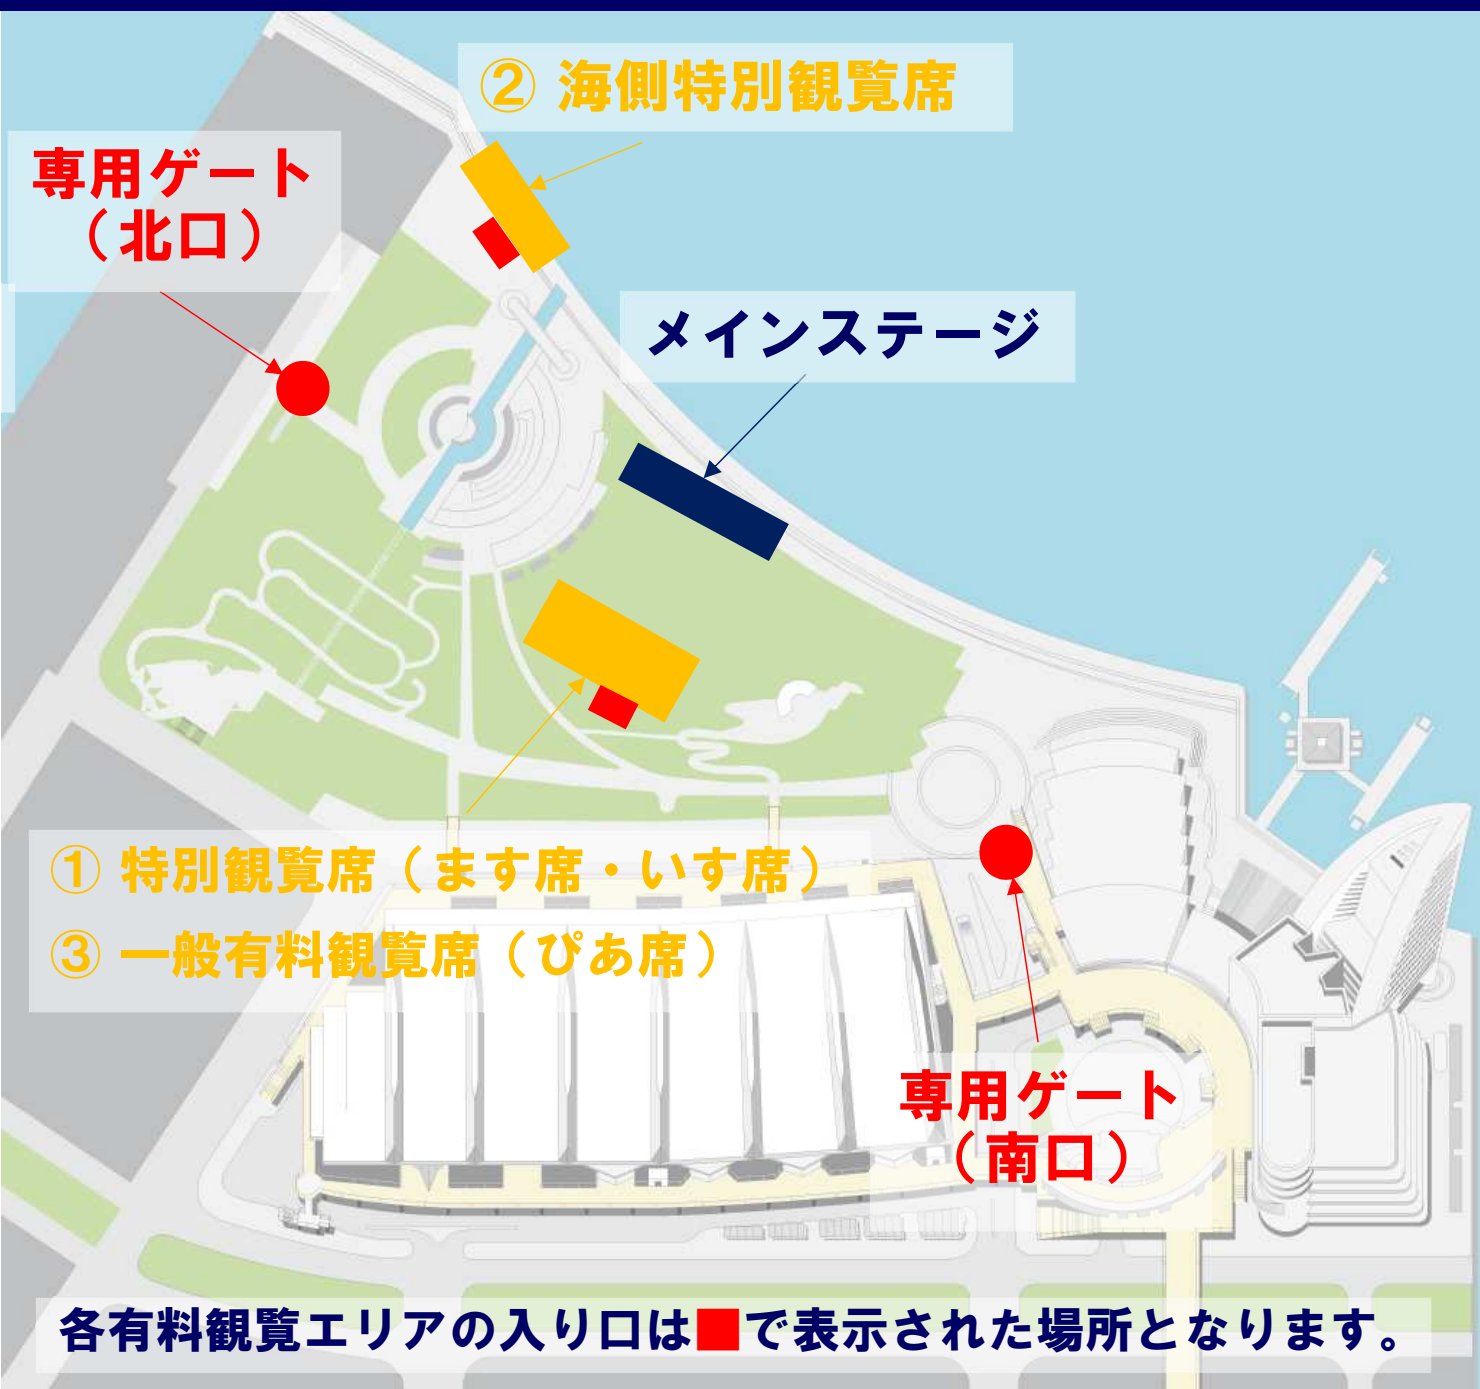 ② 海側特別観覧席
専用ゲート
（北口）
メインステージ
① 特別観覧席（ます席・いす席）
③ 一般有料観覧席（ぴあ席）
専用ゲート
（南口）
各有料観覧エリアの入り口は■で表示された場所となります。